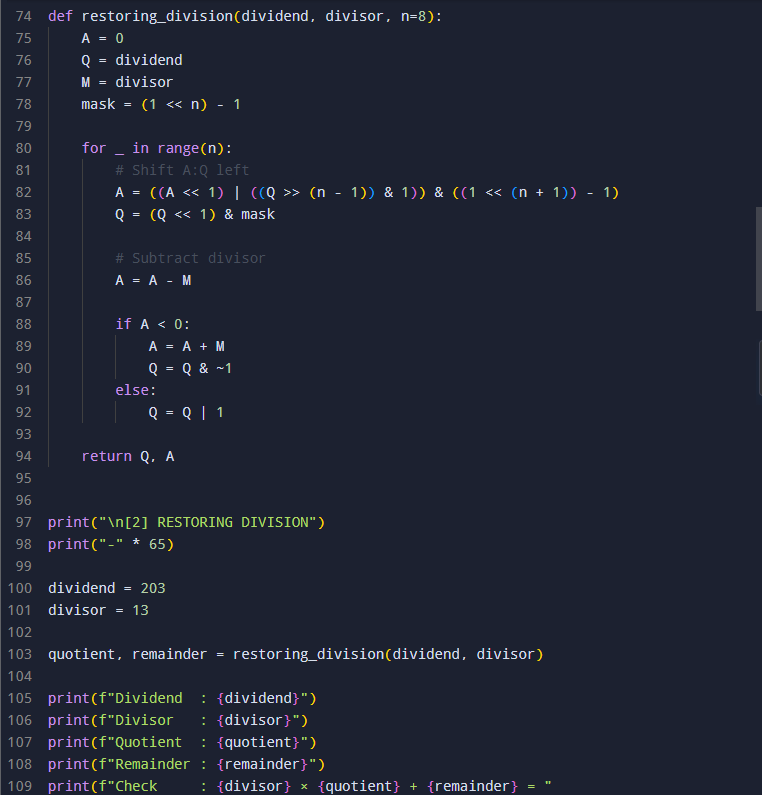 74 def restoring_division(dividend, divisor, n=8):
75     A = 0
76     Q = dividend
77     M = divisor
78     mask = (1 << n) - 1
79
80     for _ in range(n):
81         # Shift A:Q left
82         A = ((A << 1) | ((Q >> (n - 1)) & 1)) & ((1 << (n + 1)) - 1)
83         Q = (Q << 1) & mask
84
85         # Subtract divisor
86         A = A - M
87
88         if A < 0:
89             A = A + M
90             Q = Q & ~1
91         else:
92             Q = Q | 1
93
94     return Q, A
95
96
97 print("\n[2] RESTORING DIVISION")
98 print("-" * 65)
99
100 dividend = 203
101 divisor = 13
102
103 quotient, remainder = restoring_division(dividend, divisor)
104
105 print(f"Dividend  : {dividend}")
106 print(f"Divisor   : {divisor}")
107 print(f"Quotient  : {quotient}")
108 print(f"Remainder : {remainder}")
109 print(f"Check     : {divisor} × {quotient} + {remainder} = "